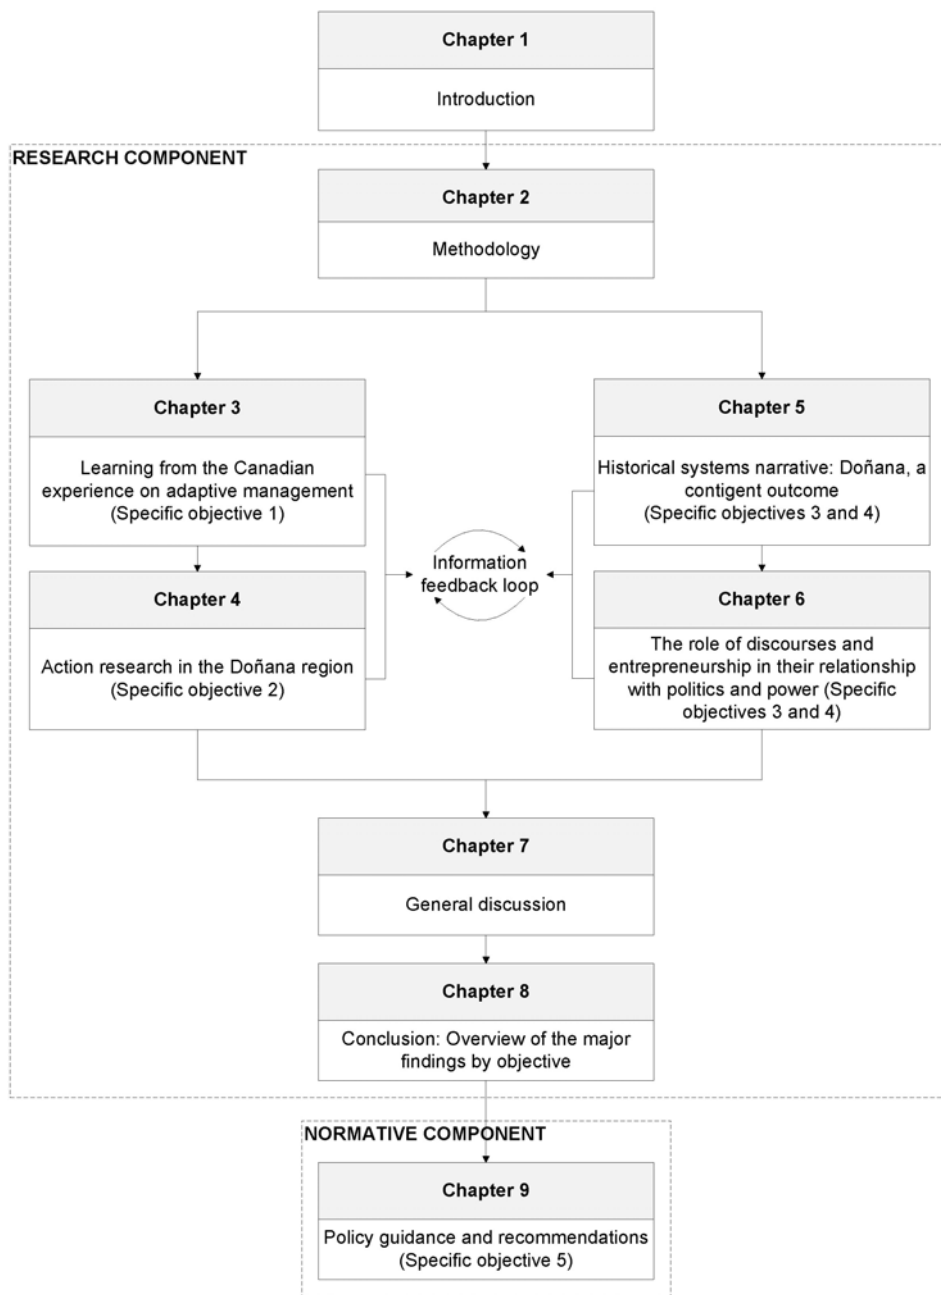 Chapter 1
Introduction
RESEARCH COMPONENT
Chapter 2
Methodology
Chapter 3
Learning from the Canadian
experience on adaptive management
(Specific objective 1)
Chapter 4
Action research in the Doñana region
(Specific objective 2)
Information
feedback loop
Chapter 5
Historical systems narrative: Doñana, a
contigent outcome
(Specific objectives 3 and 4)
Chapter 6
The role of discourses and
entrepreneurship in their relationship
with politics and power (Specific
objectives 3 and 4)
Chapter 7
General discussion
Chapter 8
Conclusion: Overview of the major
findings by objective
NORMATIVE COMPONENT
Chapter 9
Policy guidance and recommendations
(Specific objective 5)